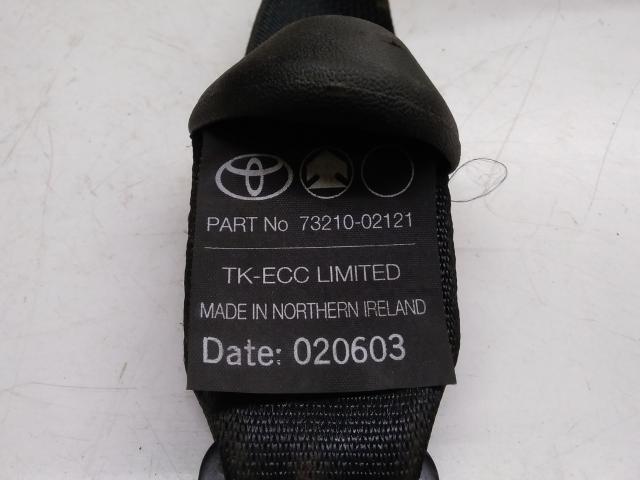 PART No 73210-02121
TK-ECC LIMITED
MADE IN NORTHERN IRELAND
Date: 020603